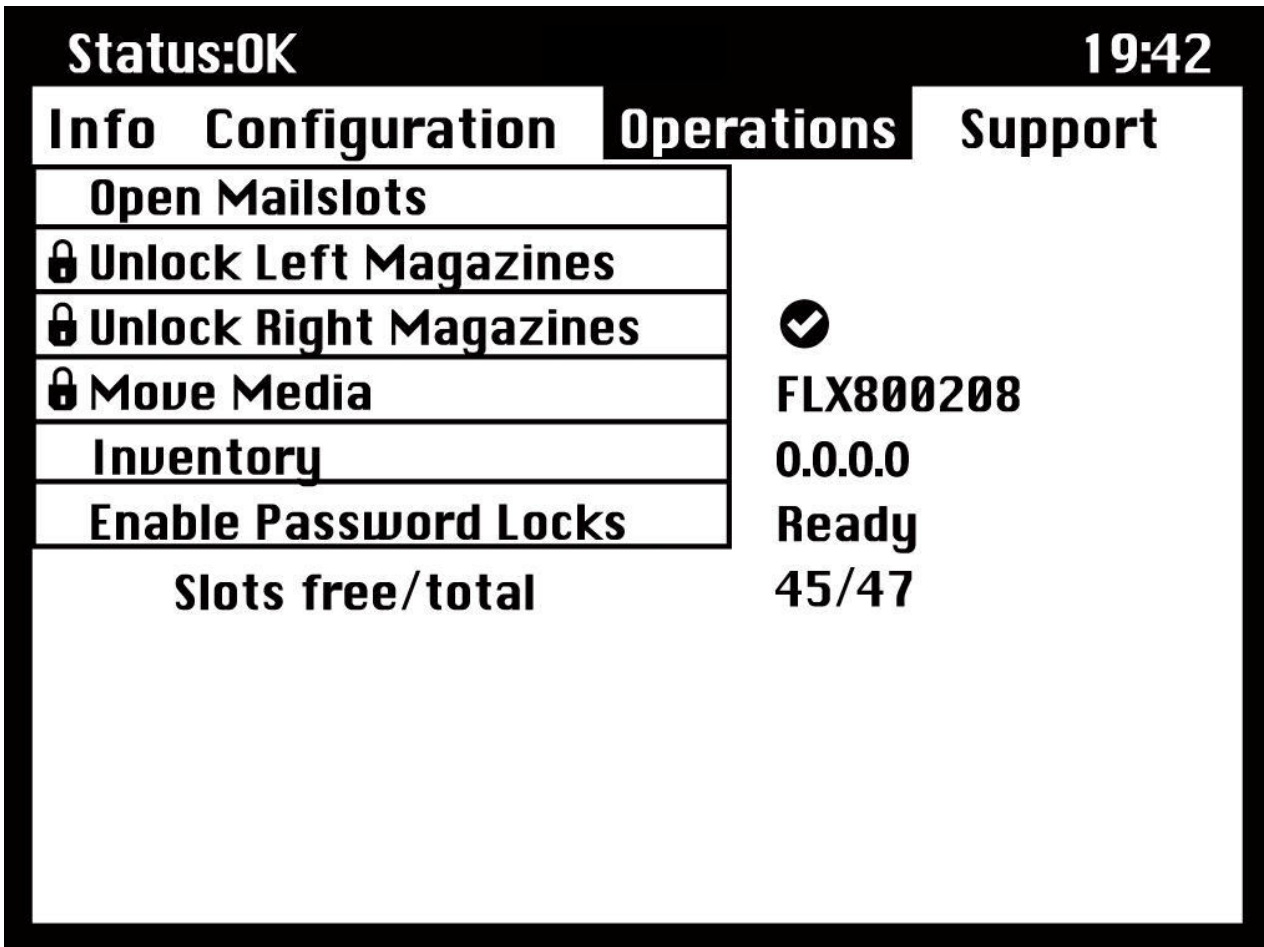 Status:OK 19:42
Info Configuration Operations Support
Open Mailslots
Unlock Left Magazines
Unlock Right Magazines
Move Media FLX800208
Inventory 0.0.0.0
Enable Password Locks Ready
Slots free/total 45/47